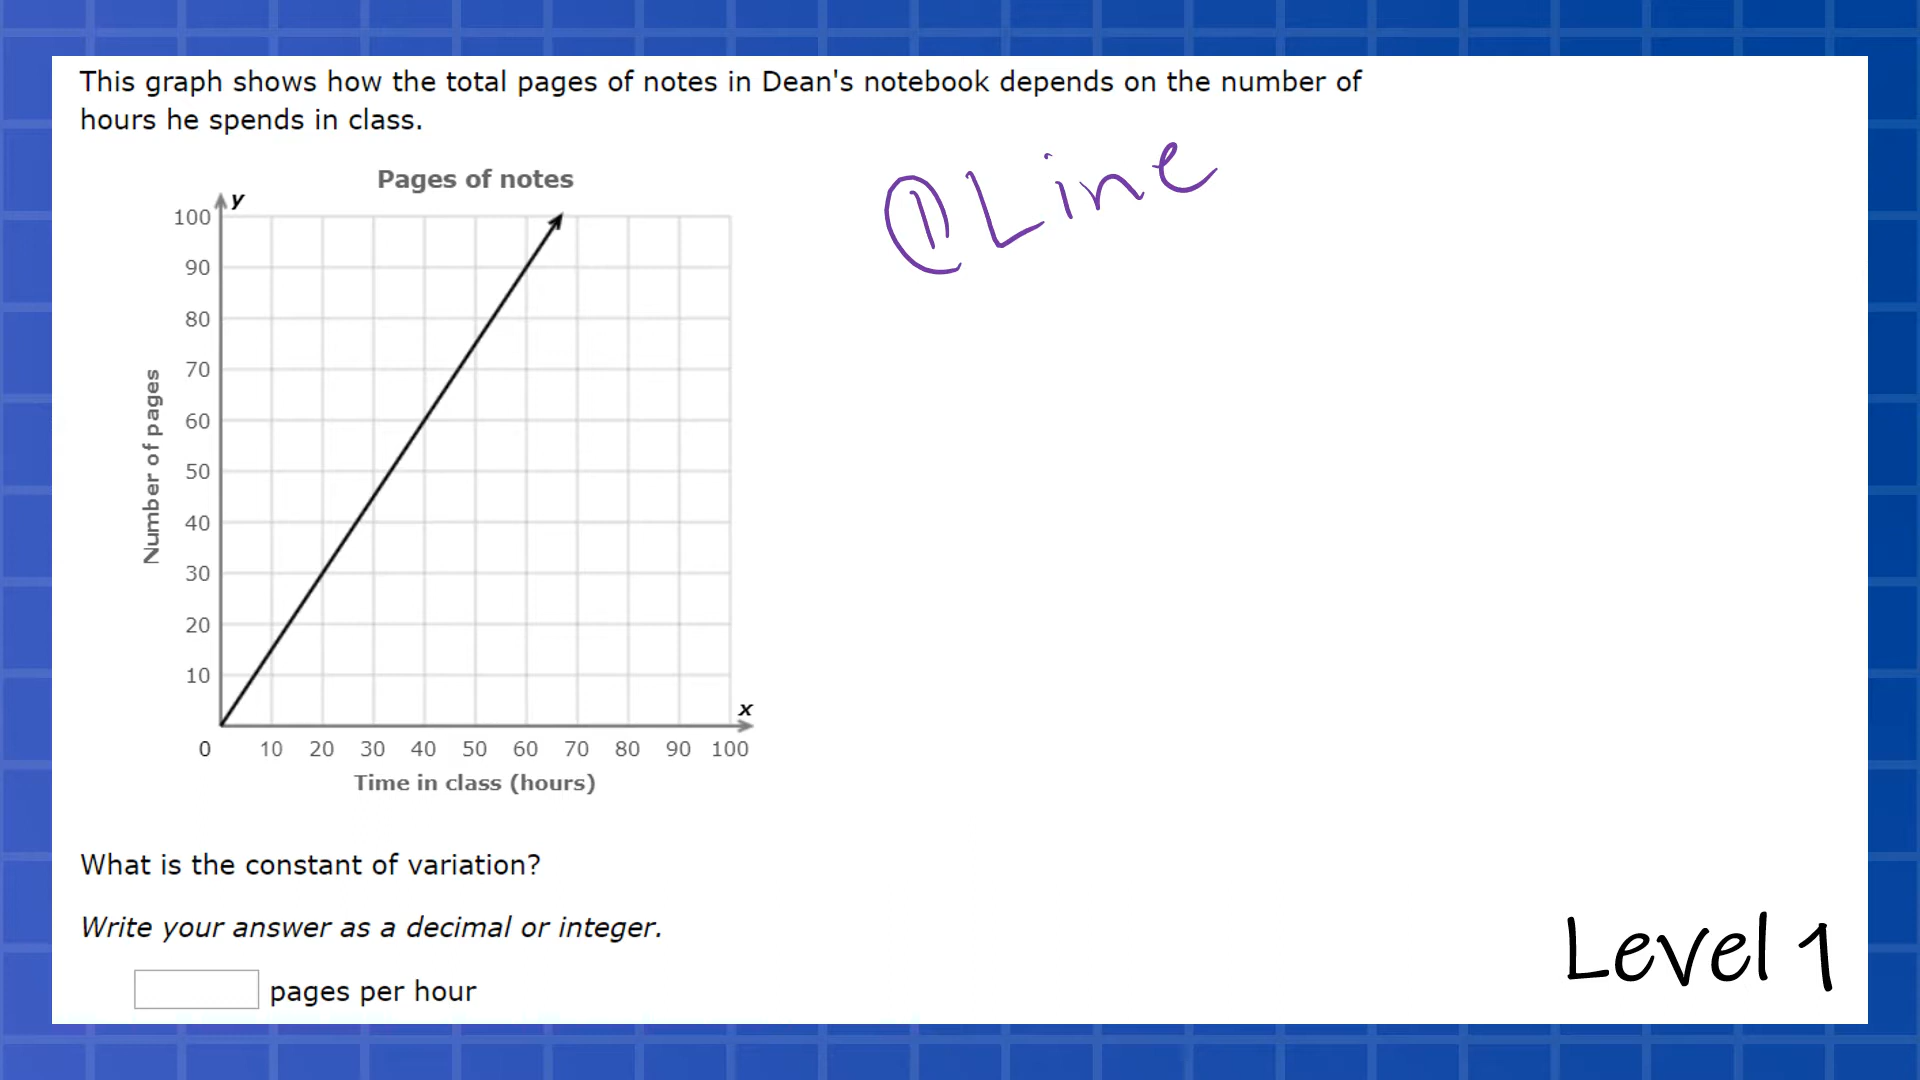 This graph shows how the total pages of notes in Dean's notebook depends on the number of
hours he spends in class.
① Line
Pages of notes
y
100
90
80
70
60
50
40
30
20
10
Number of pages
x
0 10 20 30 40 50 60 70 80 90 100
Time in class (hours)
What is the constant of variation?
Write your answer as a decimal or integer.
pages per hour
Level 1